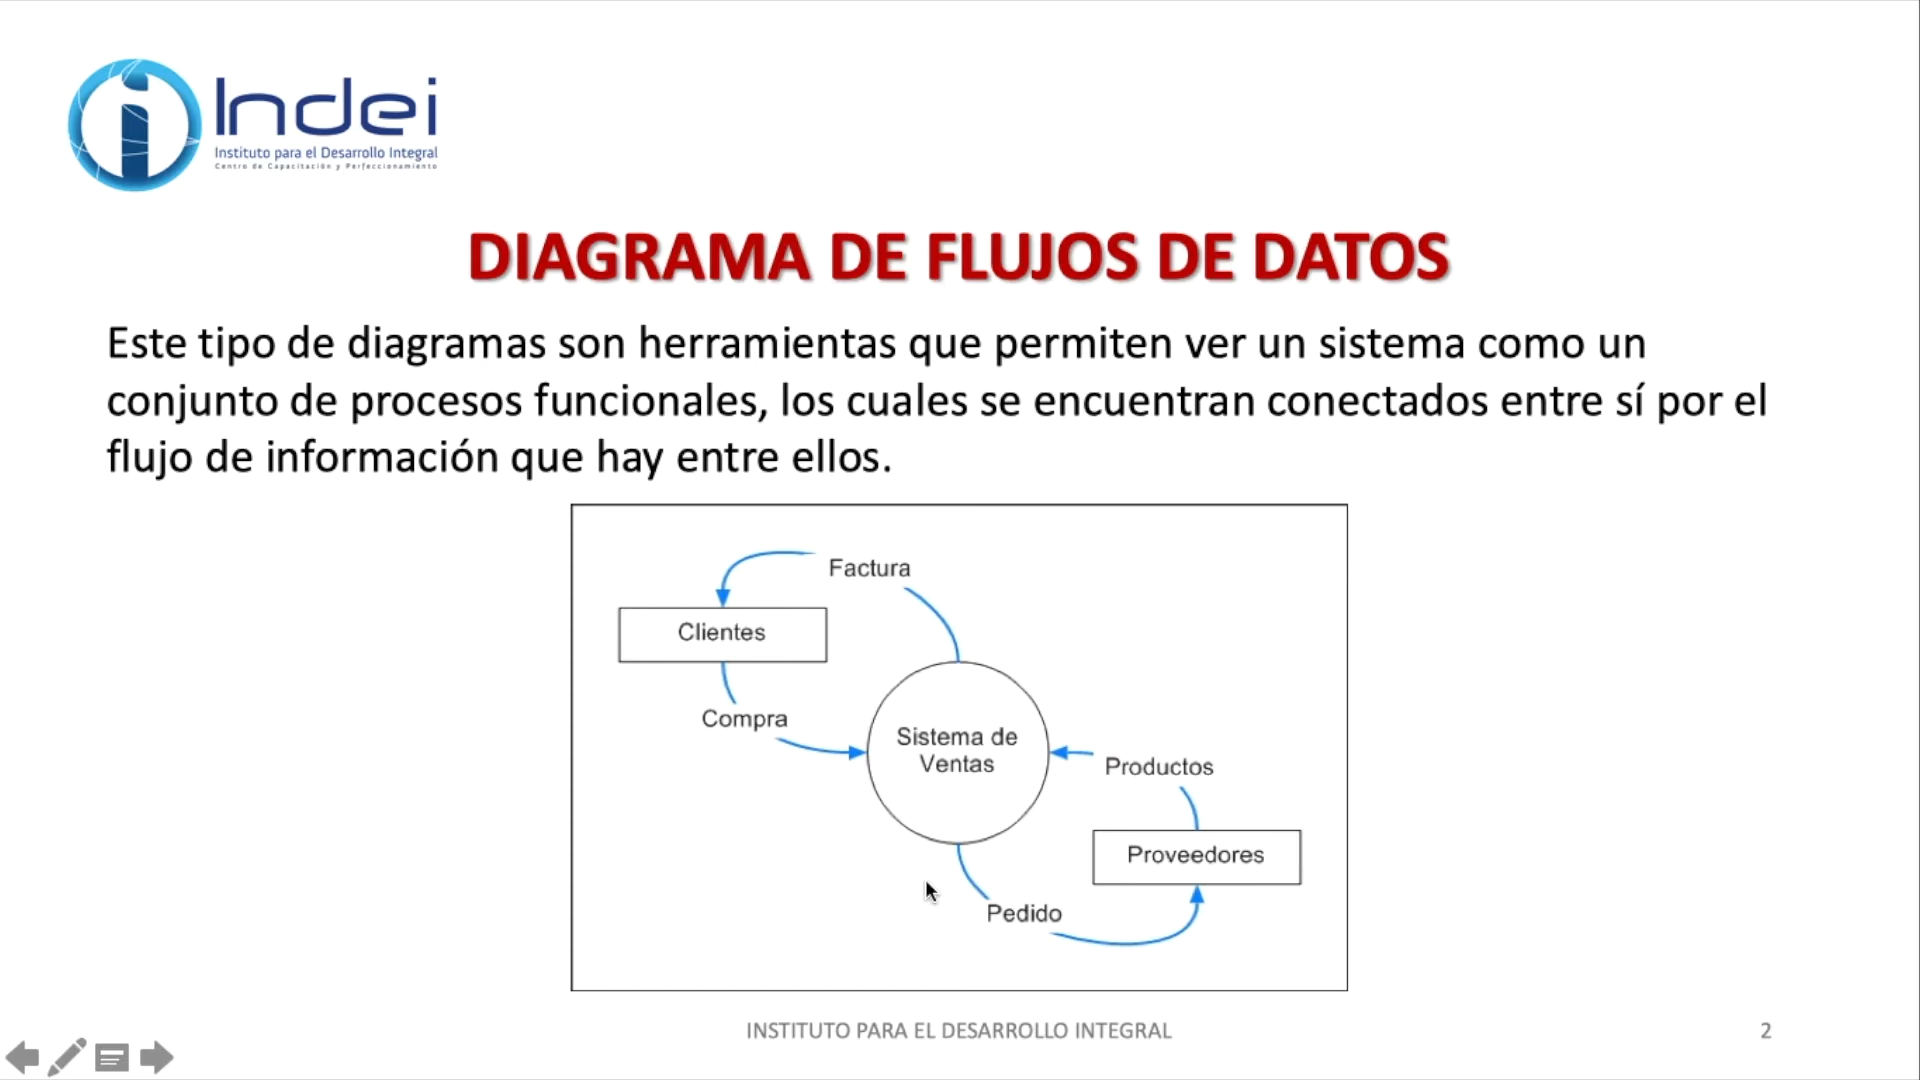 Indei
Instituto para el Desarrollo Integral
Centro de Capacitación y Perfeccionamiento
DIAGRAMA DE FLUJOS DE DATOS
Este tipo de diagramas son herramientas que permiten ver un sistema como un
conjunto de procesos funcionales, los cuales se encuentran conectados entre sí por el
flujo de información que hay entre ellos.
Factura
Clientes
Compra
Sistema de
Ventas
Productos
Proveedores
Pedido
INSTITUTO PARA EL DESARROLLO INTEGRAL
2